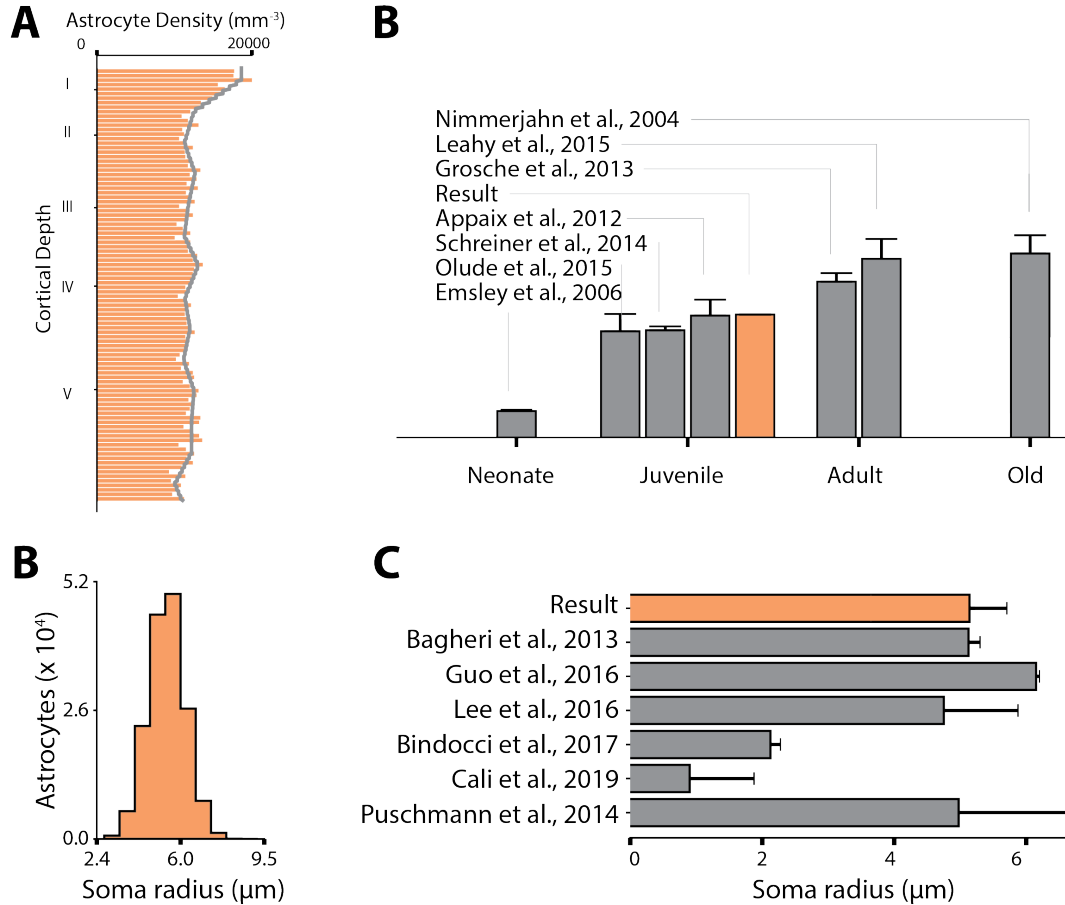 A
Astrocyte Density (mm⁻³)
0 20000
I
II
III
IV
V
Cortical Depth
B
Nimmerjahn et al., 2004
Leahy et al., 2015
Grosche et al., 2013
Result
Appaix et al., 2012
Schreiner et al., 2014
Olude et al., 2015
Emsley et al., 2006
Neonate Juvenile Adult Old
B
5.2
2.6
0.0
Astrocytes (x 10⁴)
2.4 6.0 9.5
Soma radius (μm)
C
Result
Bagheri et al., 2013
Guo et al., 2016
Lee et al., 2016
Bindocci et al., 2017
Cali et al., 2019
Puschmann et al., 2014
0 2 4 6
Soma radius (μm)